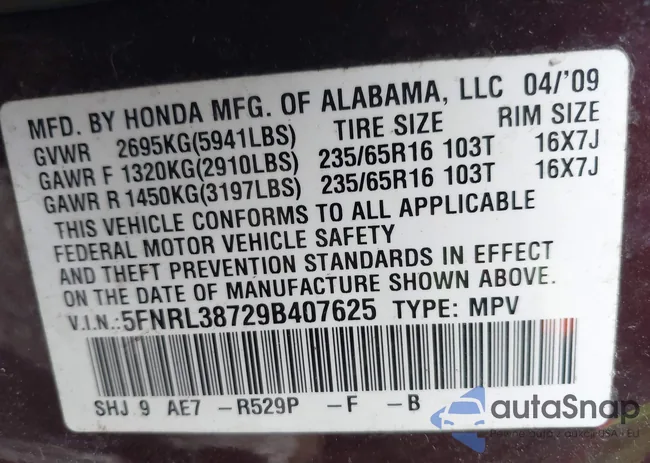 MFD. BY HONDA MFG. OF ALABAMA, LLC 04/'09
GVWR 2695KG(5941LBS) TIRE SIZE RIM SIZE
GAWR F 1320KG(2910LBS) 235/65R16 103T 16X7J
GAWR R 1450KG(3197LBS) 235/65R16 103T 16X7J
THIS VEHICLE CONFORMS TO ALL APPLICABLE
FEDERAL MOTOR VEHICLE SAFETY
AND THEFT PREVENTION STANDARDS IN EFFECT
ON THE DATE OF MANUFACTURE SHOWN ABOVE.
V.I.N.:5FNRL38729B407625 TYPE: MPV
SHJ 9 AE7 -R529P -F -B
autaSnap